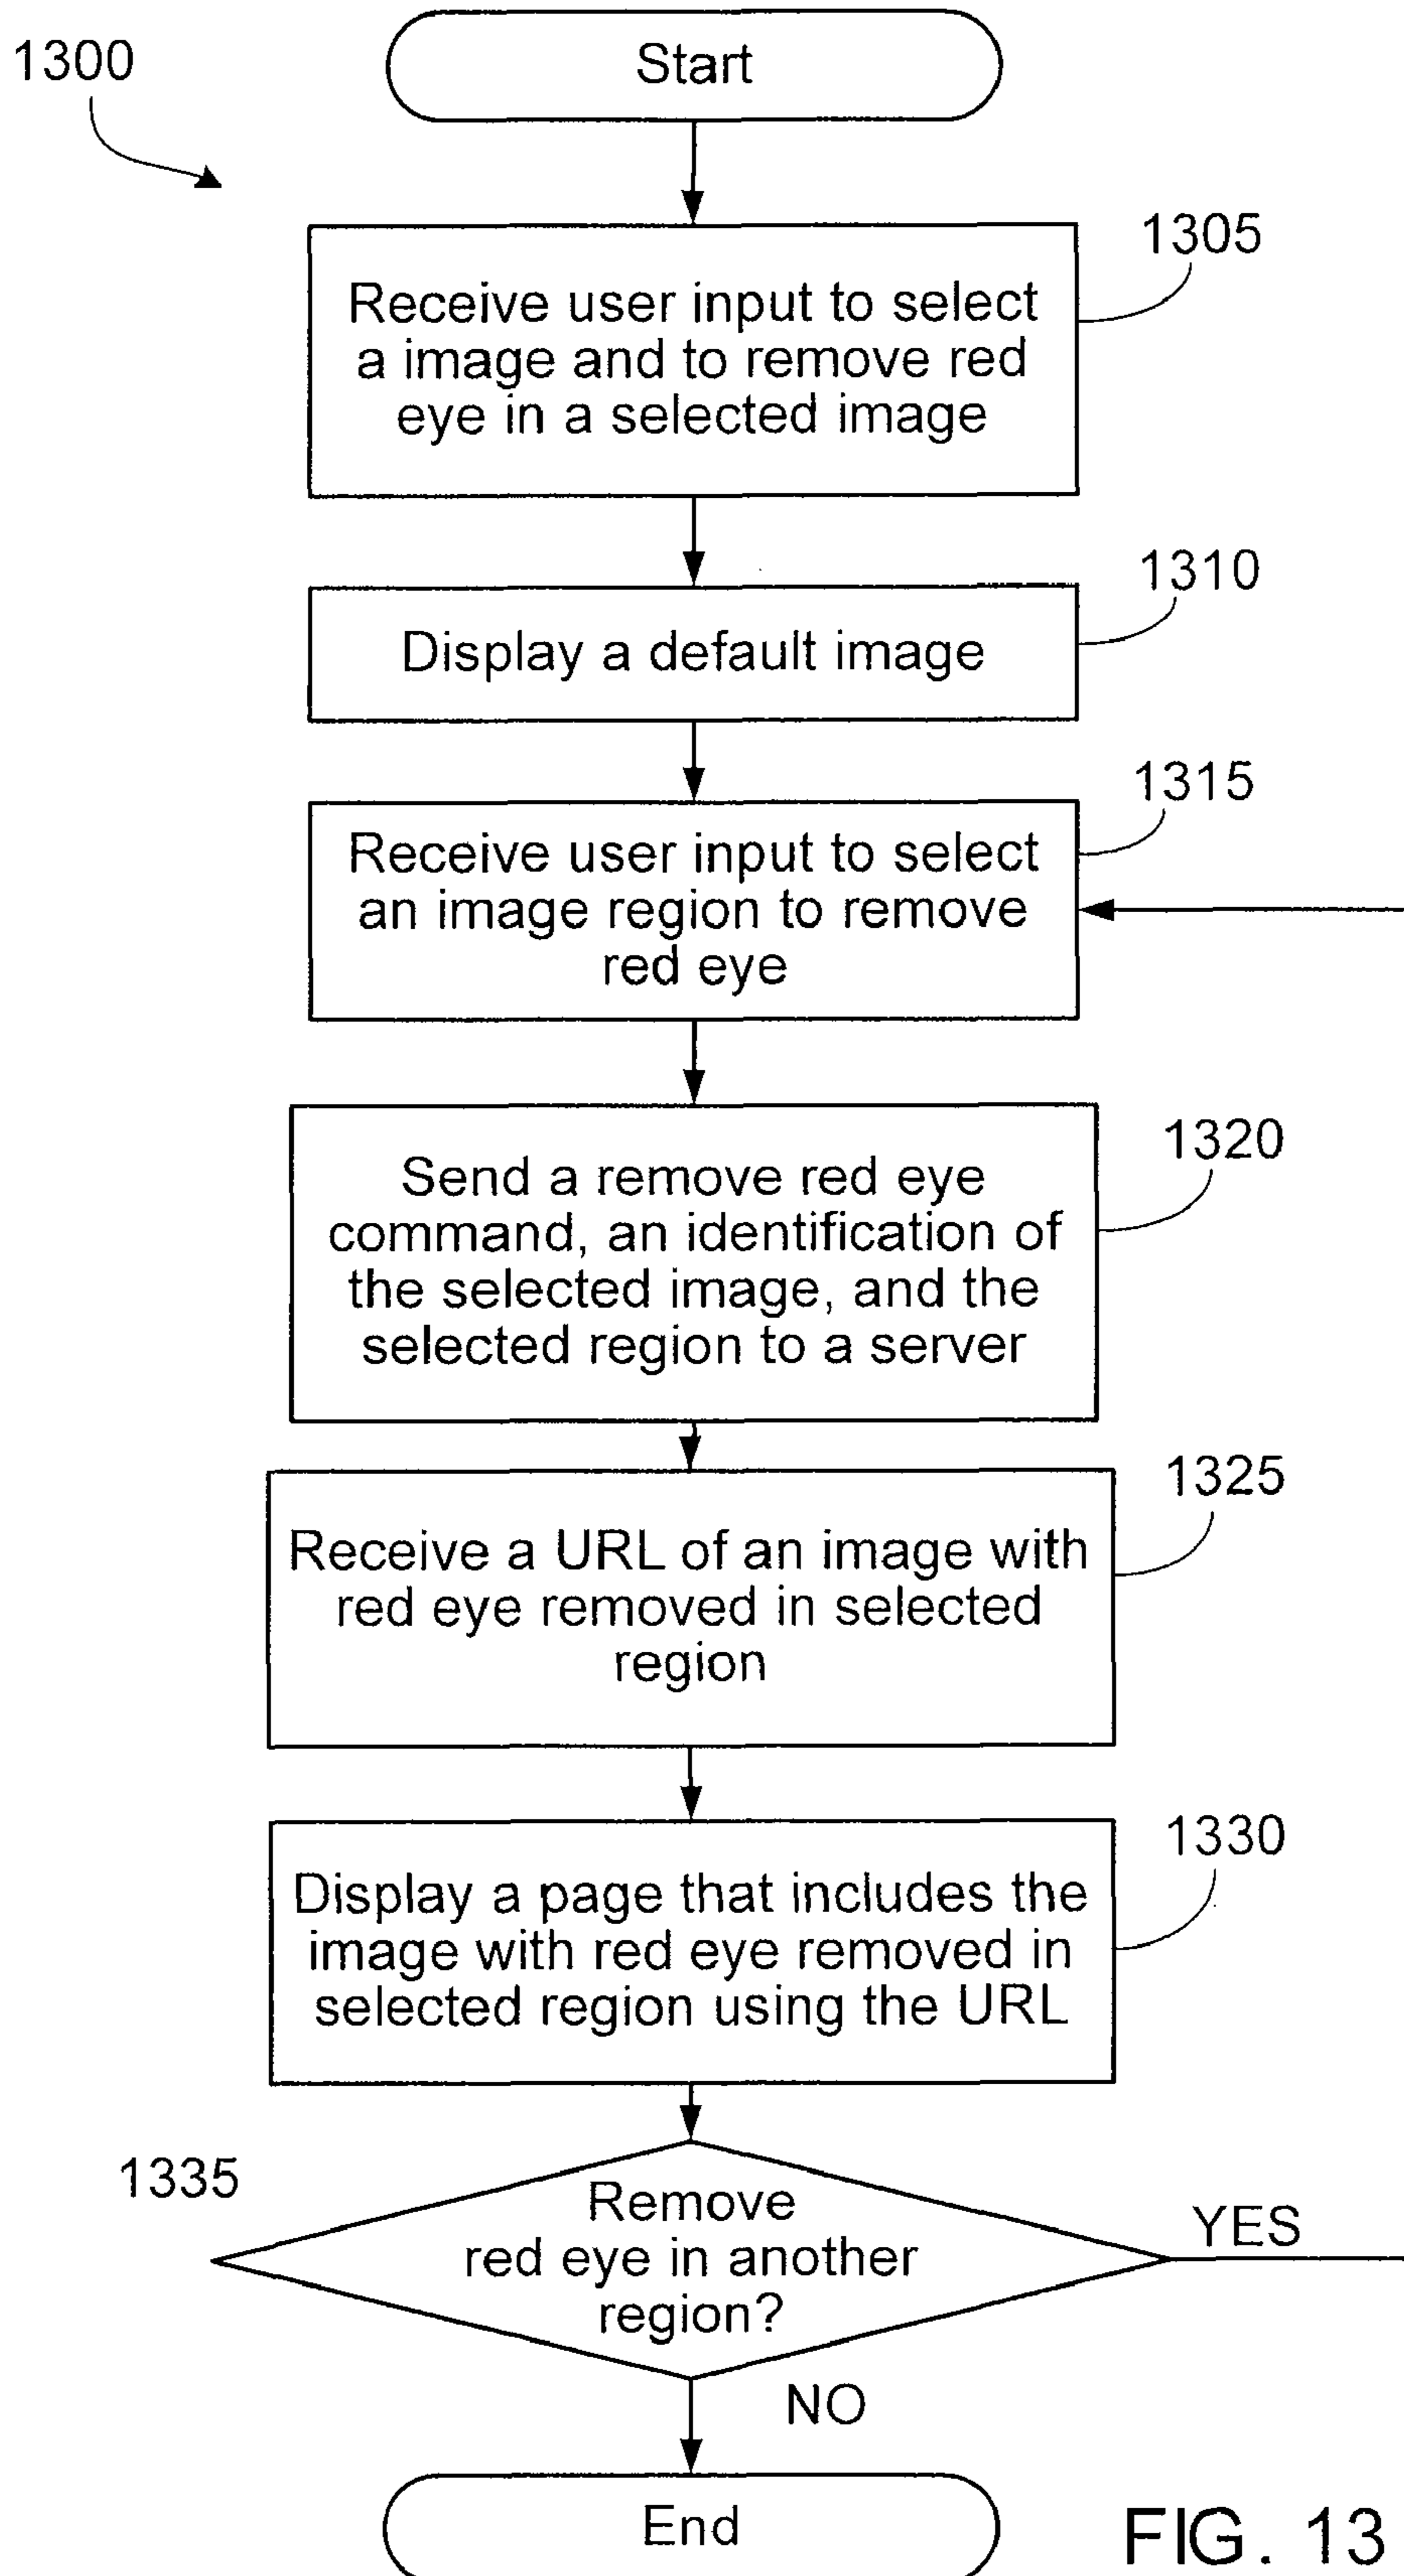 1300
Start
1305
Receive user input to select
a image and to remove red
eye in a selected image
1310
Display a default image
1315
Receive user input to select
an image region to remove
red eye
1320
Send a remove red eye
command, an identification of
the selected image, and the
selected region to a server
1325
Receive a URL of an image with
red eye removed in selected
region
1330
Display a page that includes the
image with red eye removed in
selected region using the URL
1335
Remove
red eye in another
region?
YES
NO
End
FIG. 13